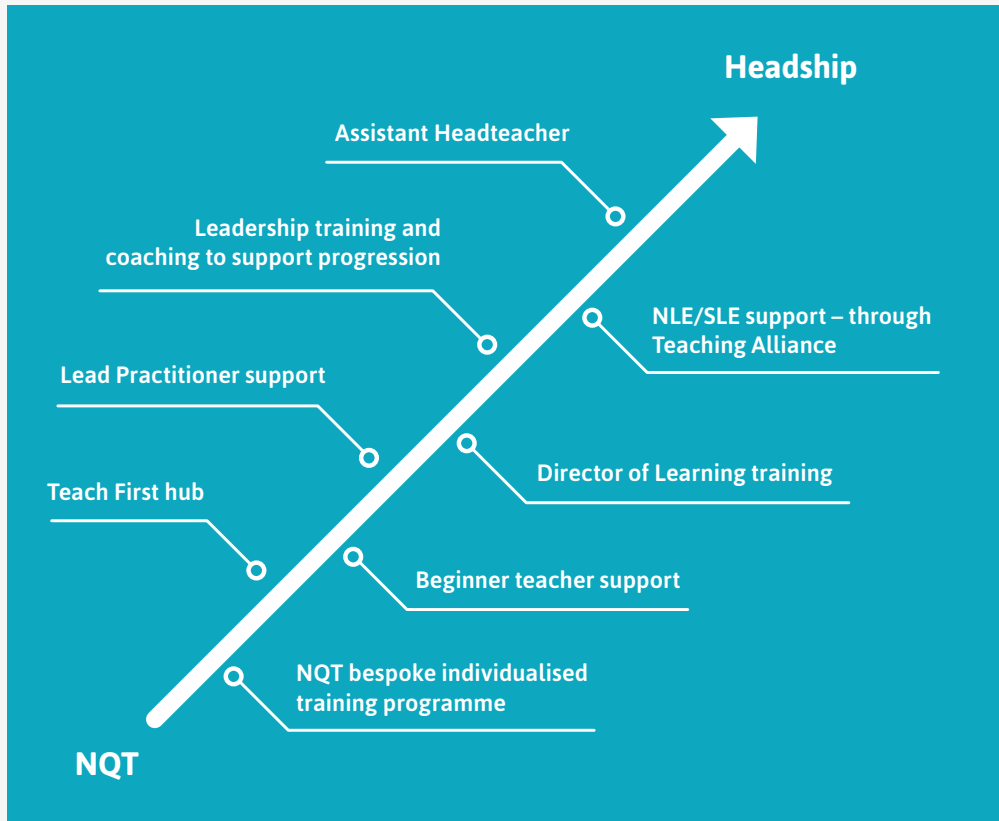 Headship
Assistant Headteacher
Leadership training and
coaching to support progression
NLE/SLE support – through
Teaching Alliance
Lead Practitioner support
Director of Learning training
Teach First hub
Beginner teacher support
NQT bespoke individualised
training programme
NQT